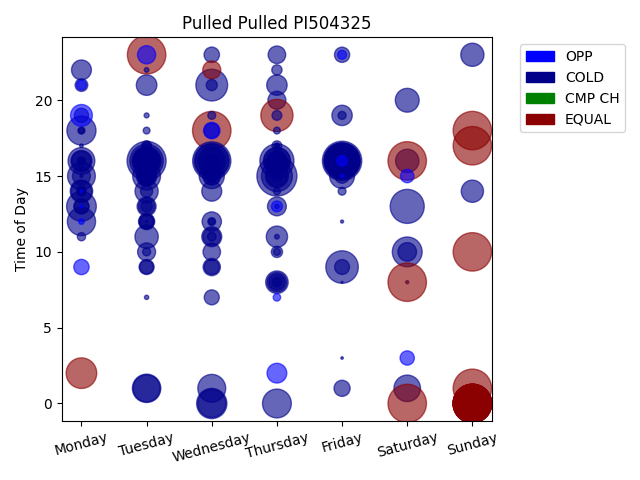 Pulled Pulled PI504325
OPP
COLD
CMP CH
EQUAL
Time of Day
20
15
10
5
0
Monday
Tuesday
Wednesday
Thursday
Friday
Saturday
Sunday